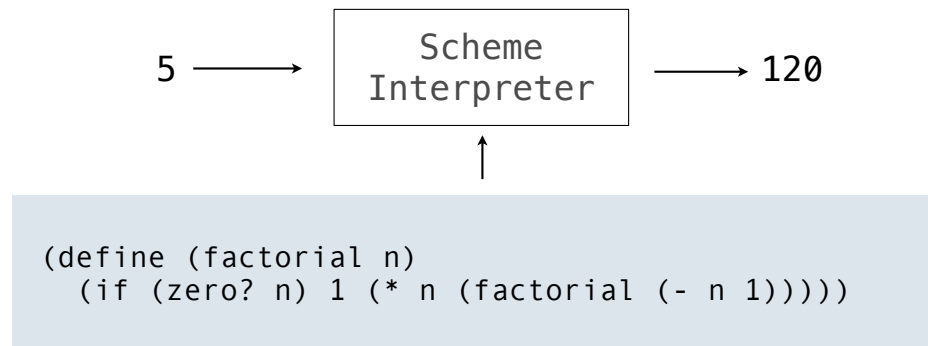 Scheme
5 Interpreter 120
(define (factorial n)
(if (zero? n) 1 (* n (factorial (- n 1)))))